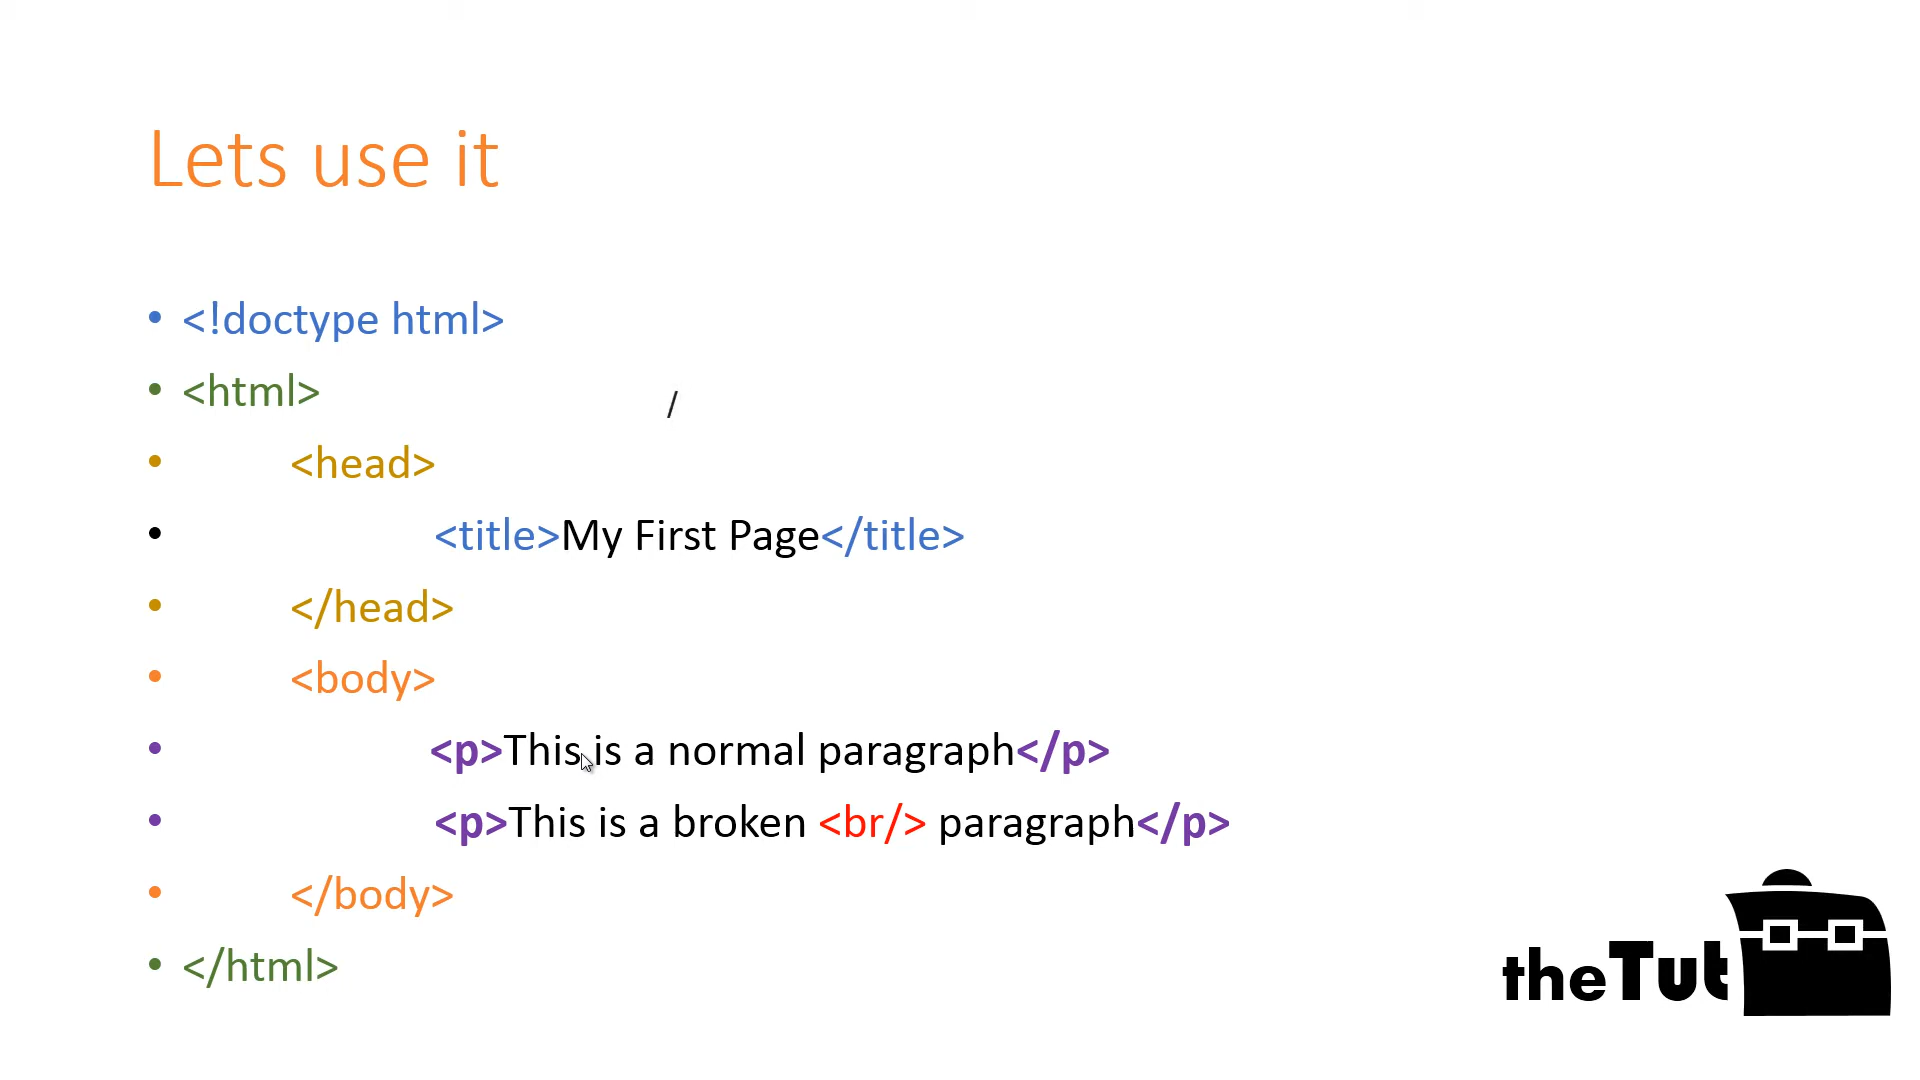 Lets use it
• <!doctype html>
• <html>
/
• <head>
• <title>My First Page</title>
• </head>
• <body>
• <p>This is a normal paragraph</p>
• <p>This is a broken <br/> paragraph</p>
• </body>
• </html>
theTut